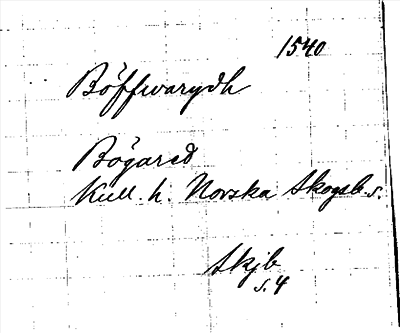 1540
Böffwarydh
Bögared
Kull. h. Norska Skogsb. s.
Skjb
s. 4